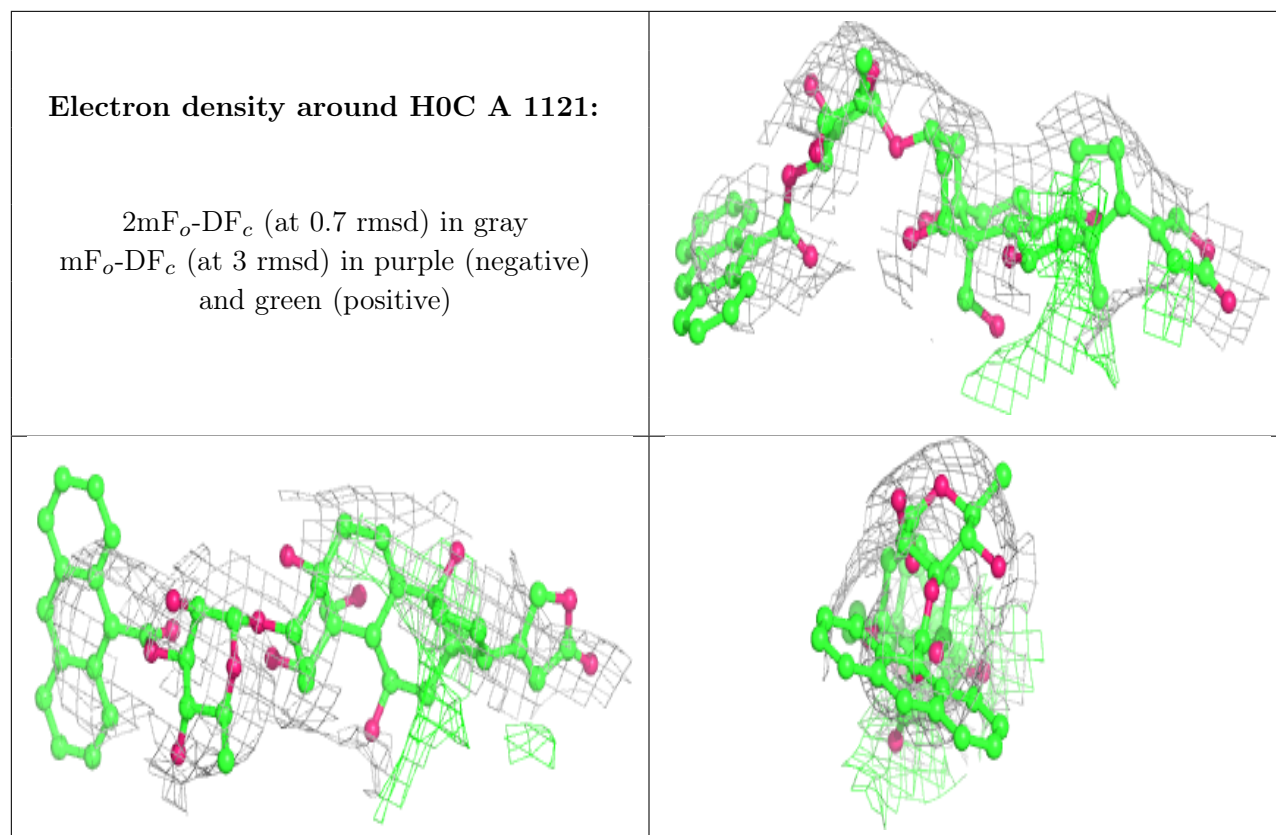 Electron density around H0C A 1121:
2mFₒ-DF𝒸 (at 0.7 rmsd) in gray
mFₒ-DF𝒸 (at 3 rmsd) in purple (negative)
and green (positive)